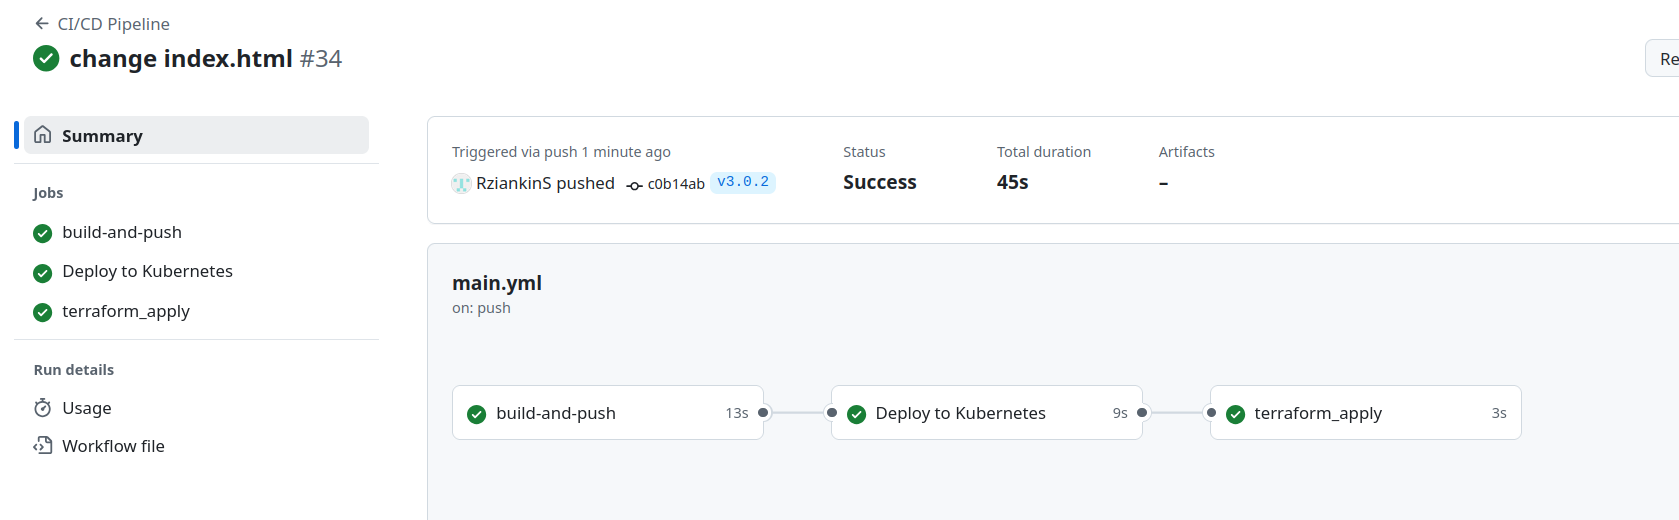 CI/CD Pipeline
change index.html #34
Re
Summary
Jobs
build-and-push
Deploy to Kubernetes
terraform_apply
Run details
Usage
Workflow file
Triggered via push 1 minute ago
RziankinS pushed c0b14ab v3.0.2
Status
Success
Total duration
45s
Artifacts
–
main.yml
on: push
build-and-push 13s
Deploy to Kubernetes 9s
terraform_apply 3s